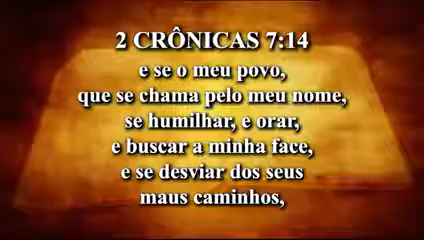 2 CRÔNICAS 7:14
e se o meu povo,
que se chama pelo meu nome,
se humilhar, e orar,
e buscar a minha face,
e se desviar dos seus
maus caminhos,